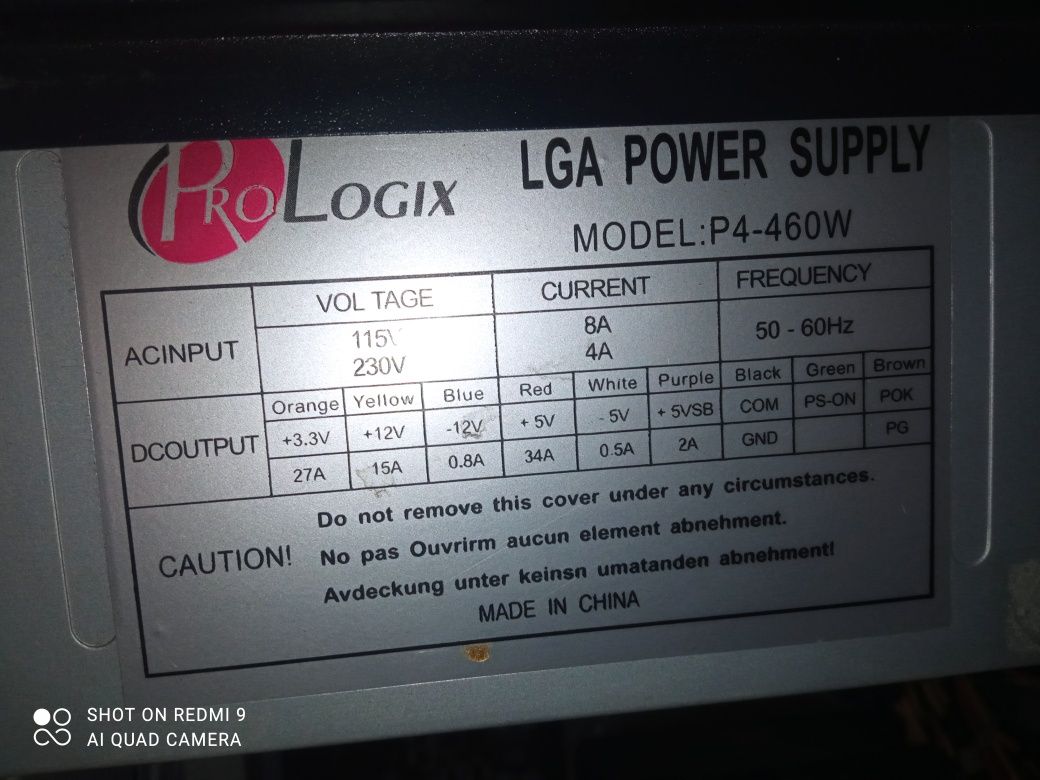 PROLOGIX
LGA POWER SUPPLY
MODEL:P4-460W
ACINPUT
VOLTAGE CURRENT FREQUENCY
115V 8A 50 - 60Hz
230V 4A
DCOUTPUT
Orange Yellow Blue Red White Purple Black Green Brown
+3.3V +12V -12V + 5V - 5V + 5VSB COM PS-ON POK
27A 15A 0.8A 34A 0.5A 2A GND PG
CAUTION!
Do not remove this cover under any circumstances.
No pas Ouvrirm aucun element abnehment.
Avdeckung unter keinsn umatanden abnehment!
MADE IN CHINA
SHOT ON REDMI 9
AI QUAD CAMERA